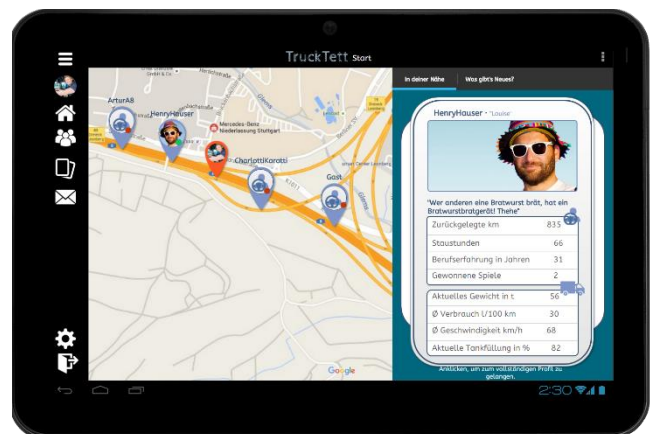 TruckTett Start
In deiner Nähe
Was gibt's Neues?
ArturA8
HenryHauser
Mercedes-Benz
Niederlassung Stuttgart
CharlottiKarotti
Gast
Google
HenryHauser - "Louise"
"Wer anderen eine Bratwurst brät, hat ein
Bratwurstbratgerät! Thehe"
Zurückgelegte km 835
Staustunden 66
Berufserfahrung in Jahren 31
Gewonnene Spiele 2
Aktuelles Gewicht in t 56
Ø Verbrauch l/100 km 30
Ø Geschwindigkeit km/h 68
Aktuelle Tankfüllung in % 82
Anklicken, um zum vollständigen Profil zu
gelangen.
2:30